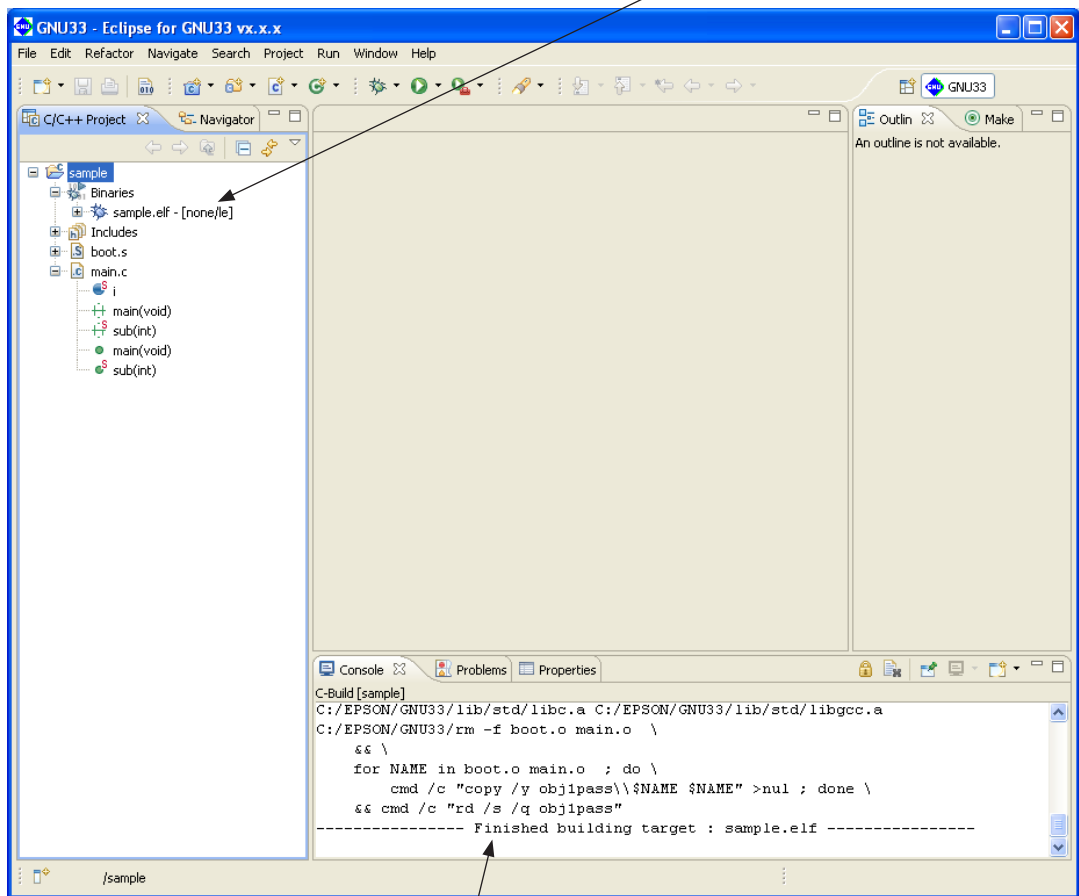 GNU33 - Eclipse for GNU33 vx.x.x
File Edit Refactor Navigate Search Project Run Window Help
GNU33
C/C++ Project
Navigator
Outlin
Make
An outline is not available.
sample
Binaries
sample.elf - [none/le]
Includes
boot.s
main.c
i
main(void)
sub(int)
main(void)
sub(int)
Console
Problems
Properties
C-Build [sample]
C:/EPSON/GNU33/lib/std/libc.a C:/EPSON/GNU33/lib/std/libgcc.a
C:/EPSON/GNU33/rm -f boot.o main.o \
&& \
for NAME in boot.o main.o ; do \
cmd /c "copy /y obj1pass\\$NAME $NAME" >nul ; done \
&& cmd /c "rd /s /q obj1pass"
---------------- Finished building target : sample.elf ----------------
/sample